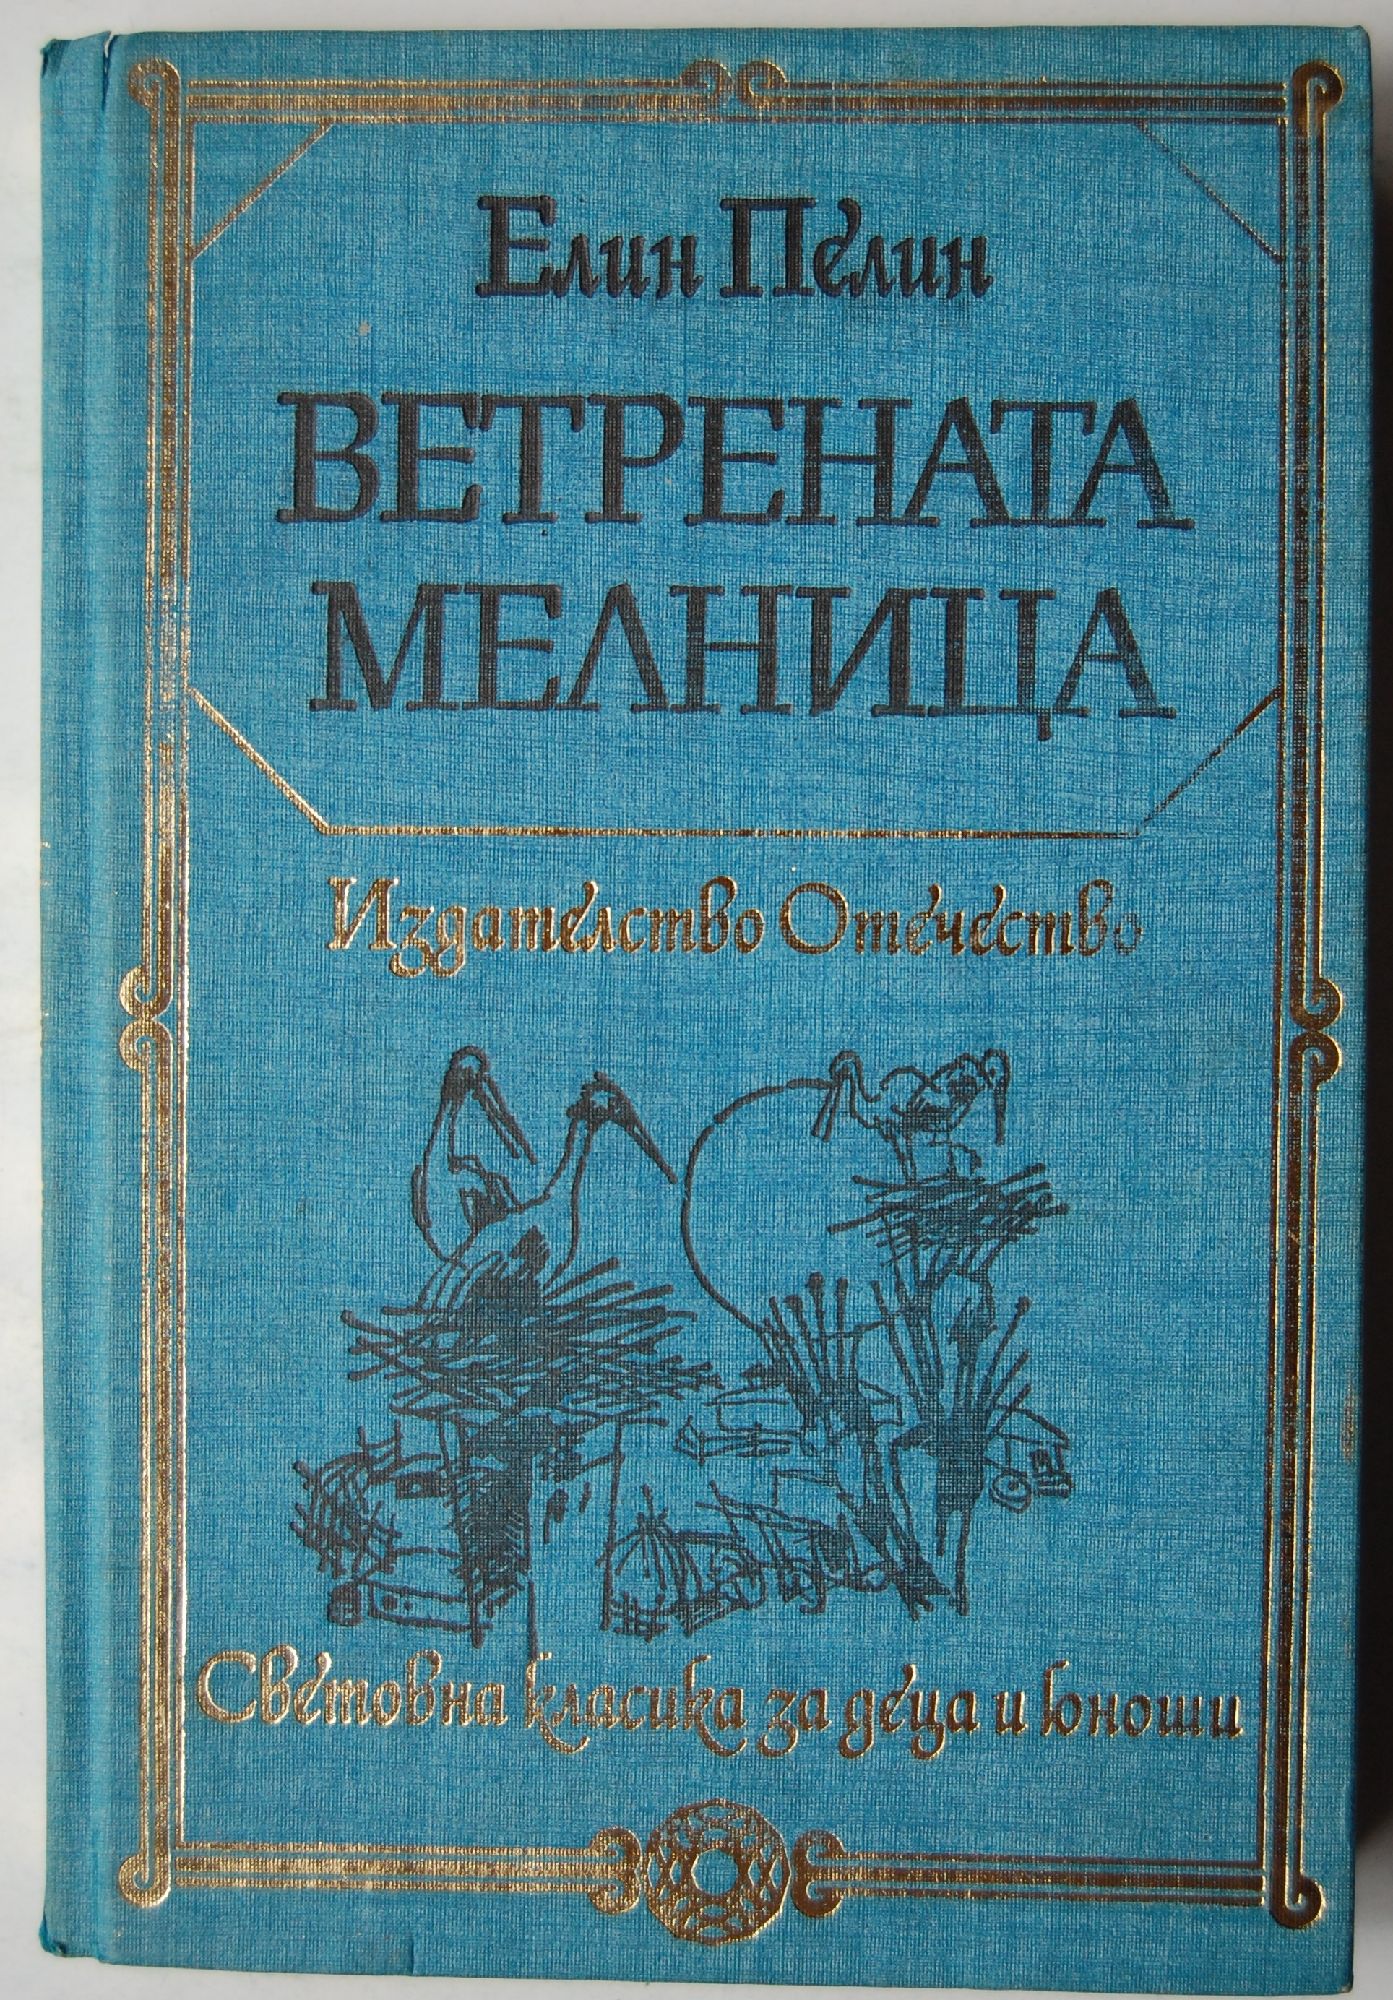 Елин Пелин
ВЕТРЕНАТА
МЕЛНИЦА
Издателство Отечество
Световна класика за деца и юноши